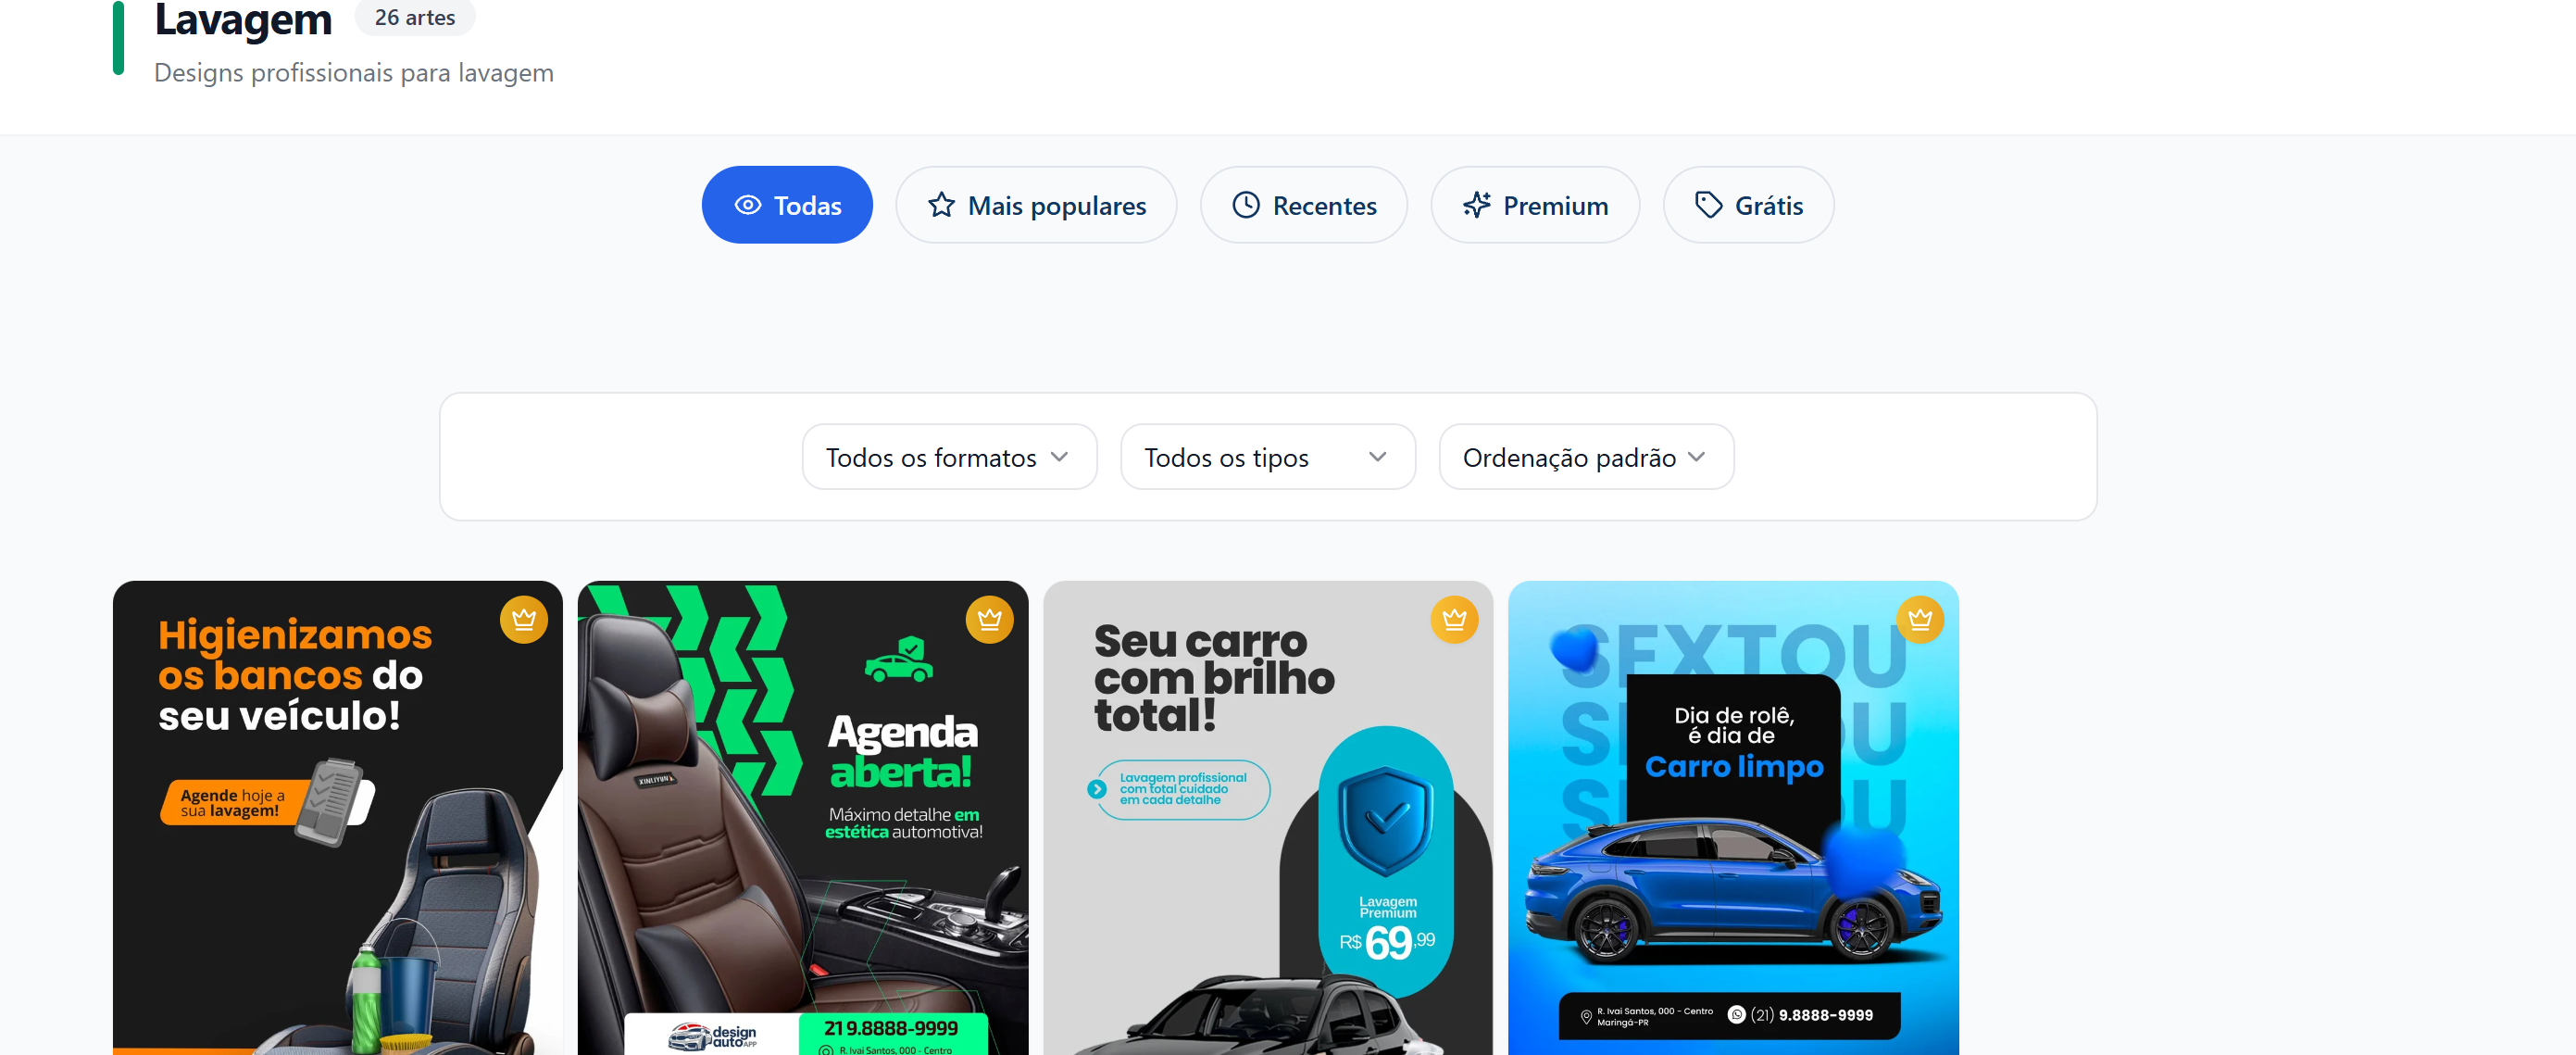 Lavagem
26 artes
Designs profissionais para lavagem
Todas
Mais populares
Recentes
Premium
Grátis
Todos os formatos
Todos os tipos
Ordenação padrão
Higienizamos
os bancos do
seu veículo!
Agende hoje a
sua lavagem!
XINLIYUN
Agenda
aberta!
Máximo detalhe em
estética automotiva!
design
auto APP
21 9.8888-9999
R. Ivai Santos, 000 - Centro
Seu carro
com brilho
total!
Lavagem profissional
com total cuidado
em cada detalhe
Lavagem
Premium
R$ 69,99
SEXTOU
Dia de rolê,
é dia de
Carro limpo
R. Ivai Santos, 000 - Centro
Maringá-PR
(21) 9.8888-9999